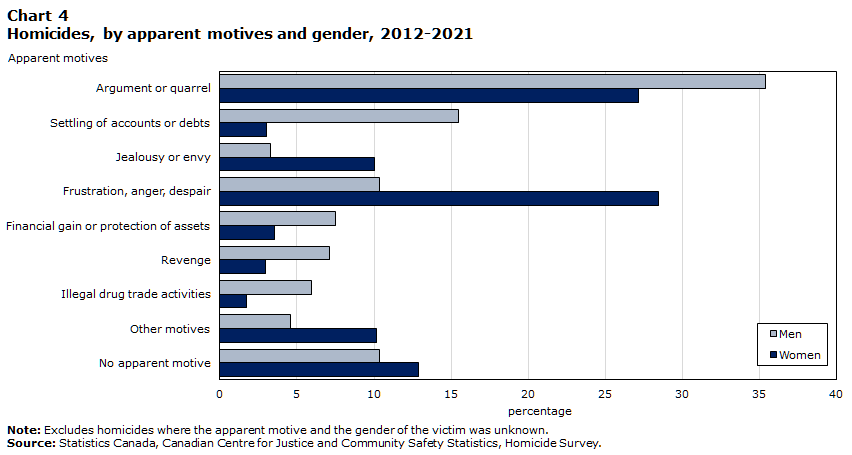 Chart 4
Homicides, by apparent motives and gender, 2012-2021
Apparent motives
Argument or quarrel
Settling of accounts or debts
Jealousy or envy
Frustration, anger, despair
Financial gain or protection of assets
Revenge
Illegal drug trade activities
Other motives
No apparent motive
Men
Women
0 5 10 15 20 25 30 35 40
percentage
Note: Excludes homicides where the apparent motive and the gender of the victim was unknown.
Source: Statistics Canada, Canadian Centre for Justice and Community Safety Statistics, Homicide Survey.